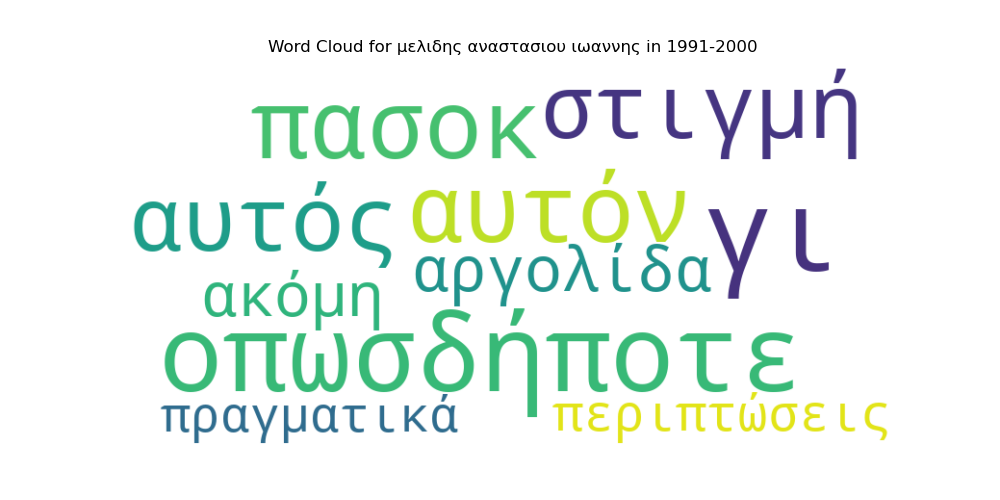 Word Cloud for μελιδης αναστασιου ιωαννης in 1991-2000
πασοκ στιγμή
αυτός αυτόν γι
αργολίδα
ακόμη
οπωσδήποτε
πραγματικά περιπτώσεις